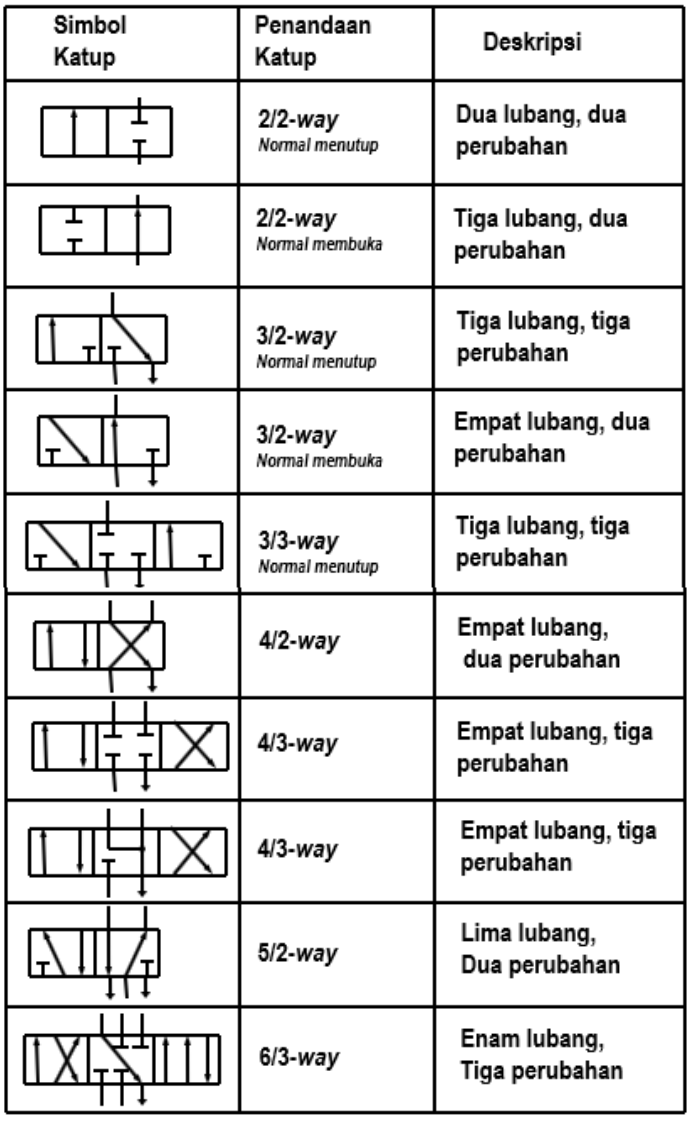 Simbol
Katup
Penandaan
Katup
Deskripsi
2/2-way
Normal menutup
Dua lubang, dua
perubahan
2/2-way
Normal membuka
Tiga lubang, dua
perubahan
3/2-way
Normal menutup
Tiga lubang, tiga
perubahan
3/2-way
Normal membuka
Empat lubang, dua
perubahan
3/3-way
Normal menutup
Tiga lubang, tiga
perubahan
4/2-way
Empat lubang,
dua perubahan
4/3-way
Empat lubang, tiga
perubahan
4/3-way
Empat lubang, tiga
perubahan
5/2-way
Lima lubang,
Dua perubahan
6/3-way
Enam lubang,
Tiga perubahan